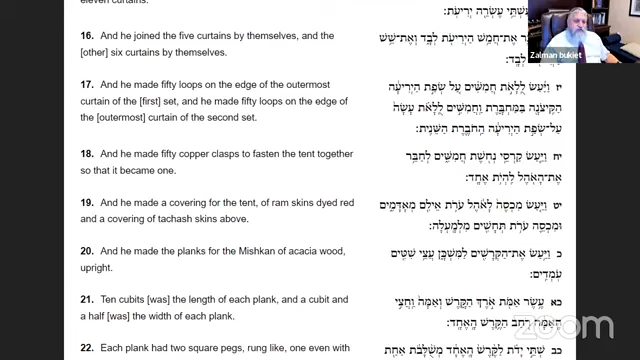 eleven curtains.
16. And he joined the five curtains by themselves, and the
[other] six curtains by themselves.
17. And he made fifty loops on the edge of the outermost
curtain of the [first] set, and he made fifty loops on the edge of
the [outermost] curtain of the second set.
18. And he made fifty copper clasps to fasten the tent together
so that it became one.
19. And he made a covering for the tent, of ram skins dyed red
and a covering of tachash skins above.
20. And he made the planks for the Mishkan of acacia wood,
upright.
21. Ten cubits [was] the length of each plank, and a cubit and
a half [was] the width of each plank.
22. Each plank had two square pegs, rung like, one even with
עַשְׁתֵּי עֶשְׂרֵה יְרִיעֹת:
אֶת־חֲמֵשׁ הַיְרִיעֹת לְבָד וְאֶת־שֵׁשׁ
לְבָד:
יז וַיַּעַשׂ לֻלָאֹת חֲמִשִּׁים עַל שְׂפַת הַיְרִיעָה
הַקִּיצֹנָה בַּמַּחְבָּרֶת וַחֲמִשִּׁים לֻלָאֹת עָשָׂה
עַל־שְׂפַת הַיְרִיעָה הַחֹבֶרֶת הַשֵּׁנִית:
יח וַיַּעַשׂ קַרְסֵי נְחֹשֶׁת חֲמִשִּׁים לְחַבֵּר
אֶת־הָאֹהֶל לִהְיֹת אֶחָד:
יט וַיַּעַשׂ מִכְסֶה לָאֹהֶל עֹרֹת אֵילִם מְאָדָּמִים
וּמִכְסֵה עֹרֹת תְּחָשִׁים מִלְמָעְלָה:
כ וַיַּעַשׂ אֶת־הַקְּרָשִׁים לַמִּשְׁכָּן עֲצֵי שִׁטִּים
עֹמְדִים:
כא עֶשֶׂר אַמֹּת אֹרֶךְ הַקָּרֶשׁ וְאַמָּה וַחֲצִי
הָאַמָּה רֹחַב הַקֶּרֶשׁ הָאֶחָד:
כב שְׁתֵּי יָדֹת לַקֶּרֶשׁ הָאֶחָד מְשֻׁלָּבֹת אַחַת
Zalman bukiet
zoom